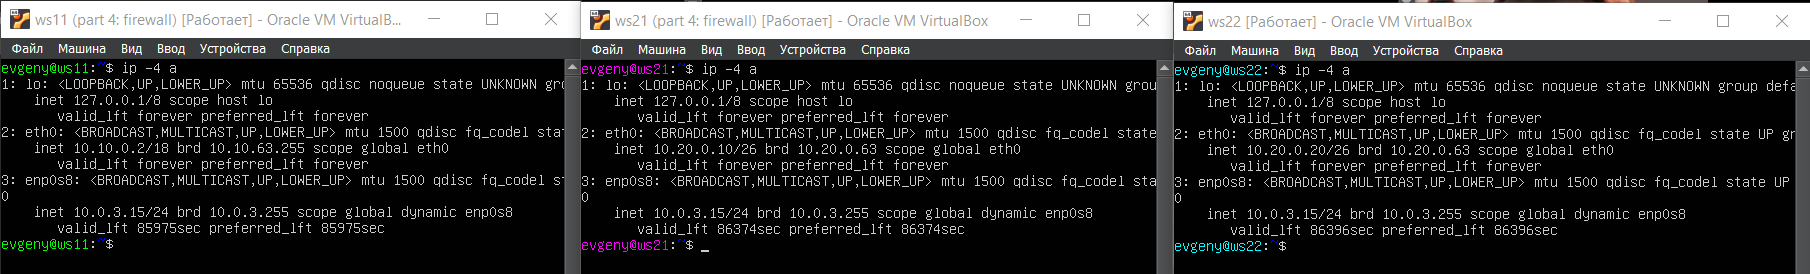 ws11 (part 4: firewall) [Работает] - Oracle VM VirtualB...
Файл Машина Вид Ввод Устройства Справка
evgeny@ws11:~$ ip -4 a
1: lo: <LOOPBACK,UP,LOWER_UP> mtu 65536 qdisc noqueue state UNKNOWN gro
inet 127.0.0.1/8 scope host lo
valid_lft forever preferred_lft forever
2: eth0: <BROADCAST,MULTICAST,UP,LOWER_UP> mtu 1500 qdisc fq_codel stat
inet 10.10.0.2/18 brd 10.10.63.255 scope global eth0
valid_lft forever preferred_lft forever
3: enp0s8: <BROADCAST,MULTICAST,UP,LOWER_UP> mtu 1500 qdisc fq_codel st
0
inet 10.0.3.15/24 brd 10.0.3.255 scope global dynamic enp0s8
valid_lft 85975sec preferred_lft 85975sec
evgeny@ws11:~$
ws21 (part 4: firewall) [Работает] - Oracle VM VirtualBox
Файл Машина Вид Ввод Устройства Справка
evgeny@ws21:~$ ip -4 a
1: lo: <LOOPBACK,UP,LOWER_UP> mtu 65536 qdisc noqueue state UNKNOWN grou
inet 127.0.0.1/8 scope host lo
valid_lft forever preferred_lft forever
2: eth0: <BROADCAST,MULTICAST,UP,LOWER_UP> mtu 1500 qdisc fq_codel state
inet 10.20.0.10/26 brd 10.20.0.63 scope global eth0
valid_lft forever preferred_lft forever
3: enp0s8: <BROADCAST,MULTICAST,UP,LOWER_UP> mtu 1500 qdisc fq_codel sta
0
inet 10.0.3.15/24 brd 10.0.3.255 scope global dynamic enp0s8
valid_lft 86374sec preferred_lft 86374sec
evgeny@ws21:~$ _
ws22 [Работает] - Oracle VM VirtualBox
Файл Машина Вид Ввод Устройства Справка
evgeny@ws22:~$ ip -4 a
1: lo: <LOOPBACK,UP,LOWER_UP> mtu 65536 qdisc noqueue state UNKNOWN group defa
inet 127.0.0.1/8 scope host lo
valid_lft forever preferred_lft forever
2: eth0: <BROADCAST,MULTICAST,UP,LOWER_UP> mtu 1500 qdisc fq_codel state UP gr
inet 10.20.0.20/26 brd 10.20.0.63 scope global eth0
valid_lft forever preferred_lft forever
3: enp0s8: <BROADCAST,MULTICAST,UP,LOWER_UP> mtu 1500 qdisc fq_codel state UP
0
inet 10.0.3.15/24 brd 10.0.3.255 scope global dynamic enp0s8
valid_lft 86396sec preferred_lft 86396sec
evgeny@ws22:~$